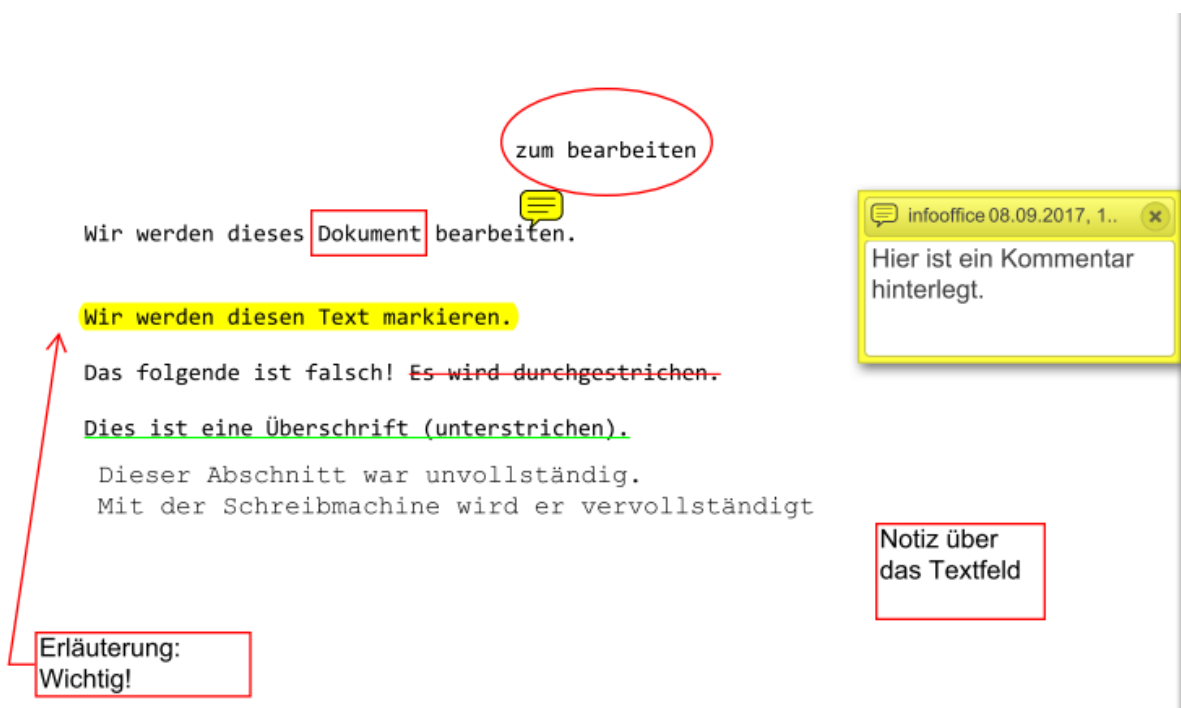 zum bearbeiten
Wir werden dieses Dokument bearbeiten.
infooffice 08.09.2017, 1..
Hier ist ein Kommentar
hinterlegt.
Wir werden diesen Text markieren.
Das folgende ist falsch! Es wird durchgestrichen.
Dies ist eine Überschrift (unterstrichen).
Dieser Abschnitt war unvollständig.
Mit der Schreibmachine wird er vervollständigt
Notiz über
das Textfeld
Erläuterung:
Wichtig!